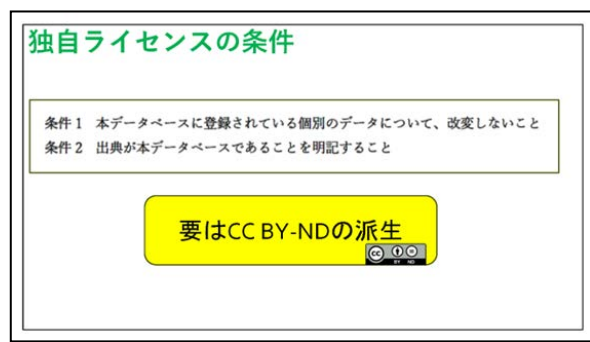 独自ライセンスの条件
条件1 本データベースに登録されている個別のデータについて、改変しないこと
条件2 出典が本データベースであることを明記すること
要はCC BY-NDの派生
cc
BY ND